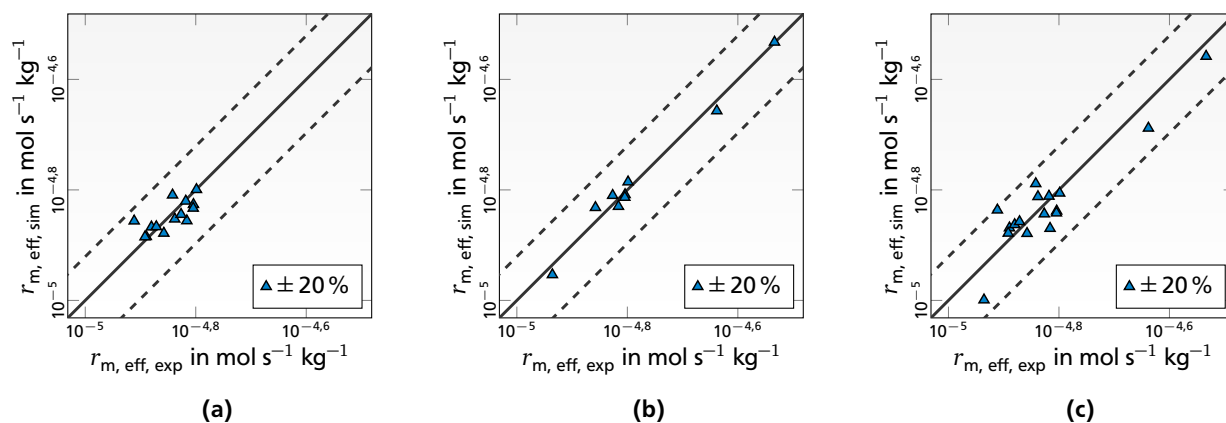 r_m, eff, sim in mol s⁻¹ kg⁻¹
10⁻⁴,⁶
10⁻⁴,⁸
10⁻⁵
± 20 %
10⁻⁵ 10⁻⁴,⁸ 10⁻⁴,⁶
r_m, eff, exp in mol s⁻¹ kg⁻¹
(a)
r_m, eff, sim in mol s⁻¹ kg⁻¹
10⁻⁴,⁶
10⁻⁴,⁸
10⁻⁵
± 20 %
10⁻⁵ 10⁻⁴,⁸ 10⁻⁴,⁶
r_m, eff, exp in mol s⁻¹ kg⁻¹
(b)
r_m, eff, sim in mol s⁻¹ kg⁻¹
10⁻⁴,⁶
10⁻⁴,⁸
10⁻⁵
± 20 %
10⁻⁵ 10⁻⁴,⁸ 10⁻⁴,⁶
r_m, eff, exp in mol s⁻¹ kg⁻¹
(c)